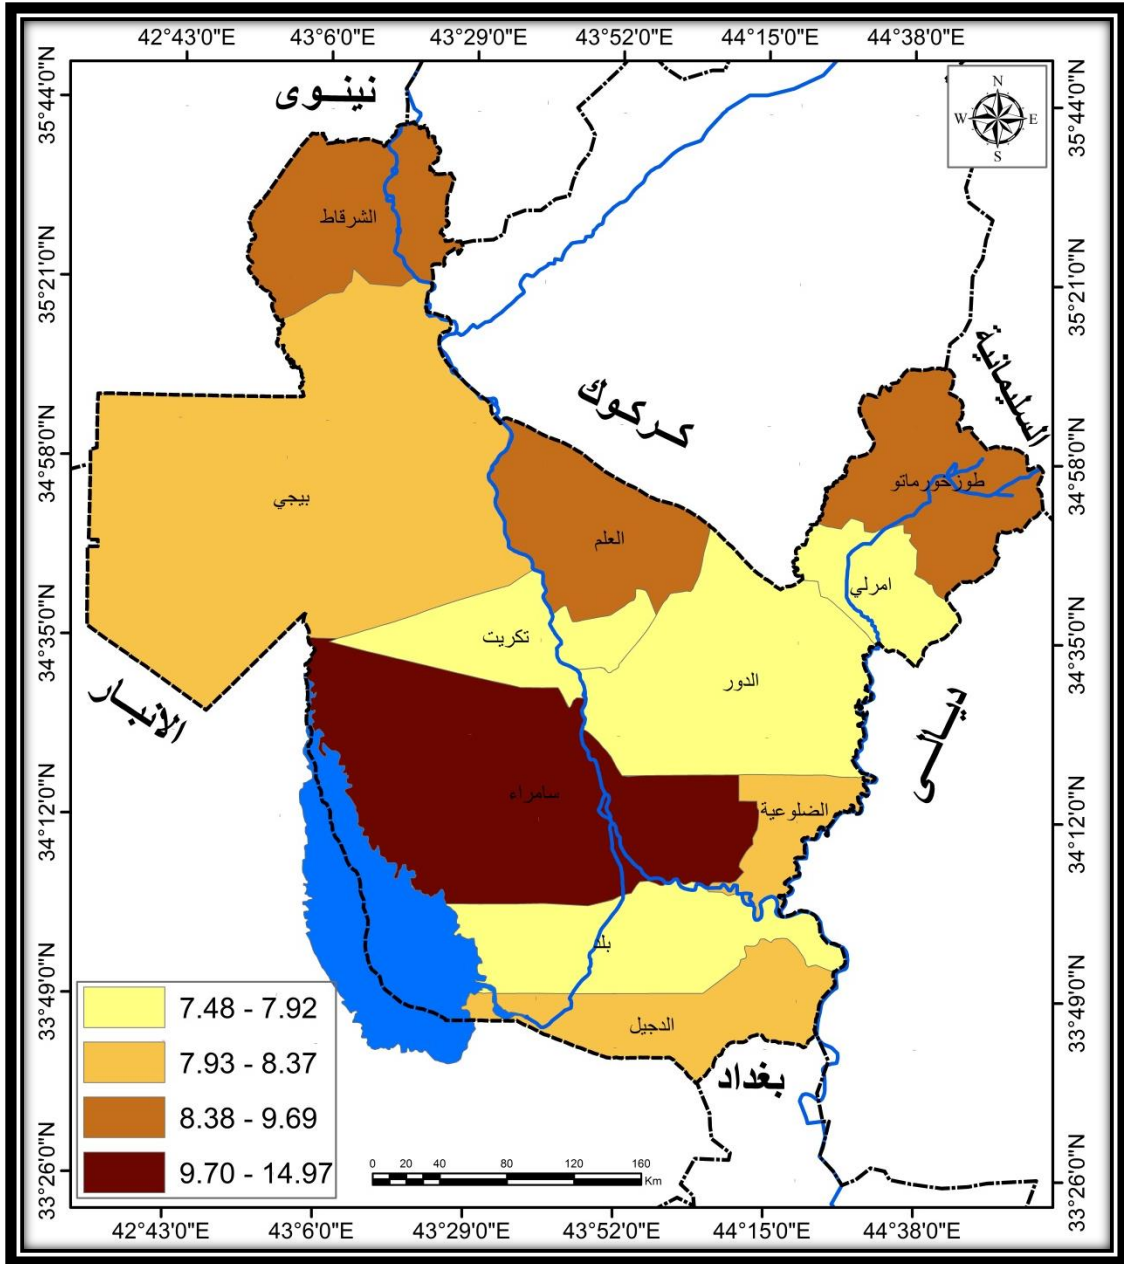 42°43'0"E 43°6'0"E 43°29'0"E 43°52'0"E 44°15'0"E 44°38'0"E
35°44'0"N
35°21'0"N
34°58'0"N
34°35'0"N
34°12'0"N
33°49'0"N
33°26'0"N
35°44'0"N
35°21'0"N
34°58'0"N
34°35'0"N
34°12'0"N
33°49'0"N
33°26'0"N
N
W E
S
نينوى
الشرقاط
السليمانية
كركوك
طوزخورماتو
بيجي
العلم
امرلي
تكريت
الدور
الانبار
ديالى
سامراء
الضلوعية
بلد
الدجيل
بغداد
7.48 - 7.92
7.93 - 8.37
8.38 - 9.69
9.70 - 14.97
0 20 40 80 120 160
Km
42°43'0"E 43°6'0"E 43°29'0"E 43°52'0"E 44°15'0"E 44°38'0"E